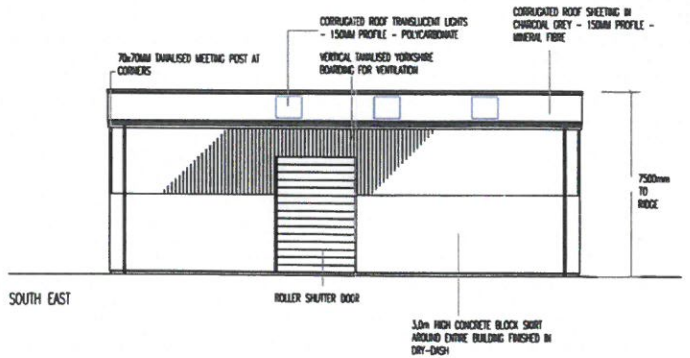 CORRUGATED ROOF TRANSLUCENT LIGHTS
- 150MM PROFILE - POLYCARBONATE
CORRUGATED ROOF SHEETING IN
CHARCOAL GREY - 150MM PROFILE -
MINERAL FIBRE
70x70MM TANALISED MEETING POST AT
CORNERS
VERTICAL TANALISED YORKSHIRE
BOARDING FOR VENTILATION
7500mm
TO
RIDGE
SOUTH EAST
ROLLER SHUTTER DOOR
3.0m HIGH CONCRETE BLOCK SKIRT
AROUND ENTIRE BUILDING FINISHED IN
DRY-DASH